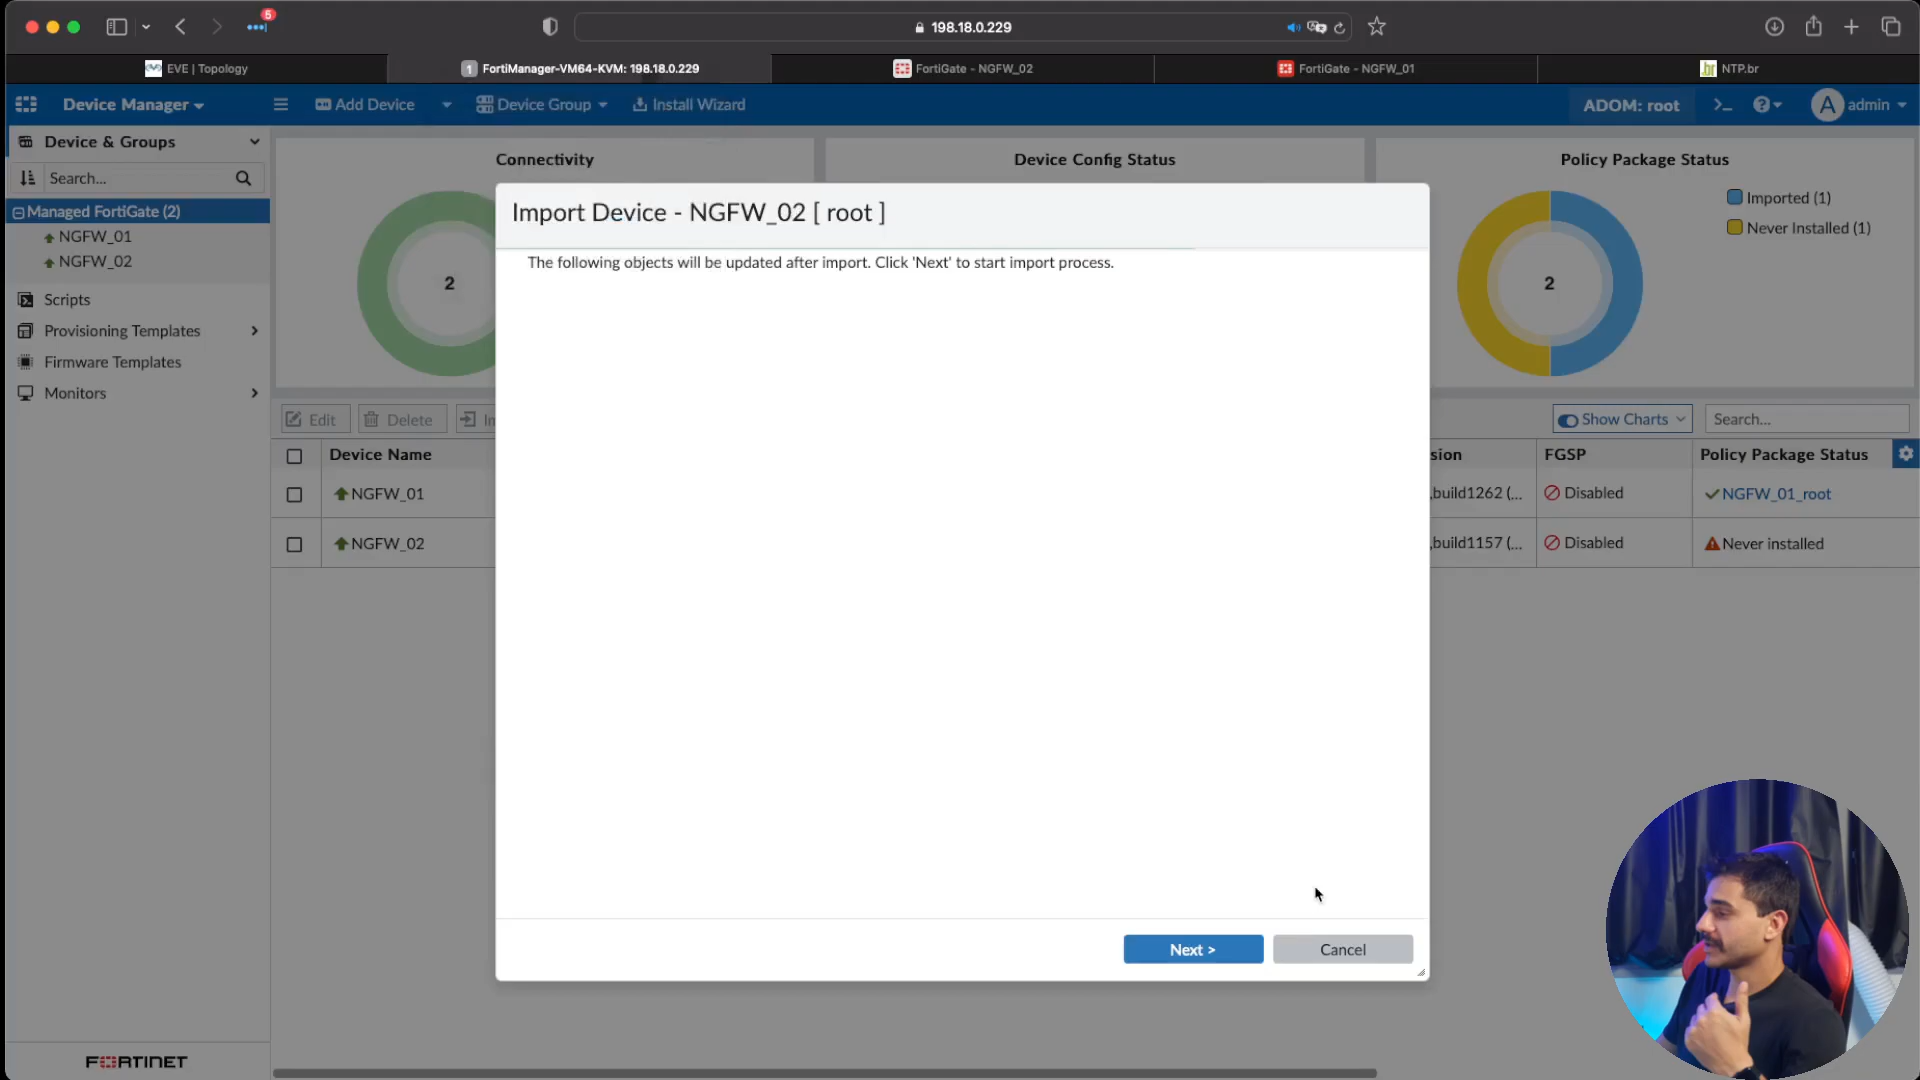 5
198.18.0.229
EVE | Topology
1 FortiManager-VM64-KVM: 198.18.0.229
FortiGate - NGFW_02
FortiGate - NGFW_01
NTP.br
Device Manager
Add Device
Device Group
Install Wizard
ADOM: root
A admin
Device & Groups
Search...
Managed FortiGate (2)
NGFW_01
NGFW_02
Scripts
Provisioning Templates
Firmware Templates
Monitors
Connectivity
2
Device Config Status
Policy Package Status
2
Imported (1)
Never Installed (1)
Import Device - NGFW_02 [ root ]
The following objects will be updated after import. Click 'Next' to start import process.
Next >
Cancel
Edit
Delete
Show Charts
Search...
Device Name
FGSP
Policy Package Status
NGFW_01
,build1262 (...
Disabled
NGFW_01_root
NGFW_02
,build1157 (...
Disabled
Never installed
FORTINET